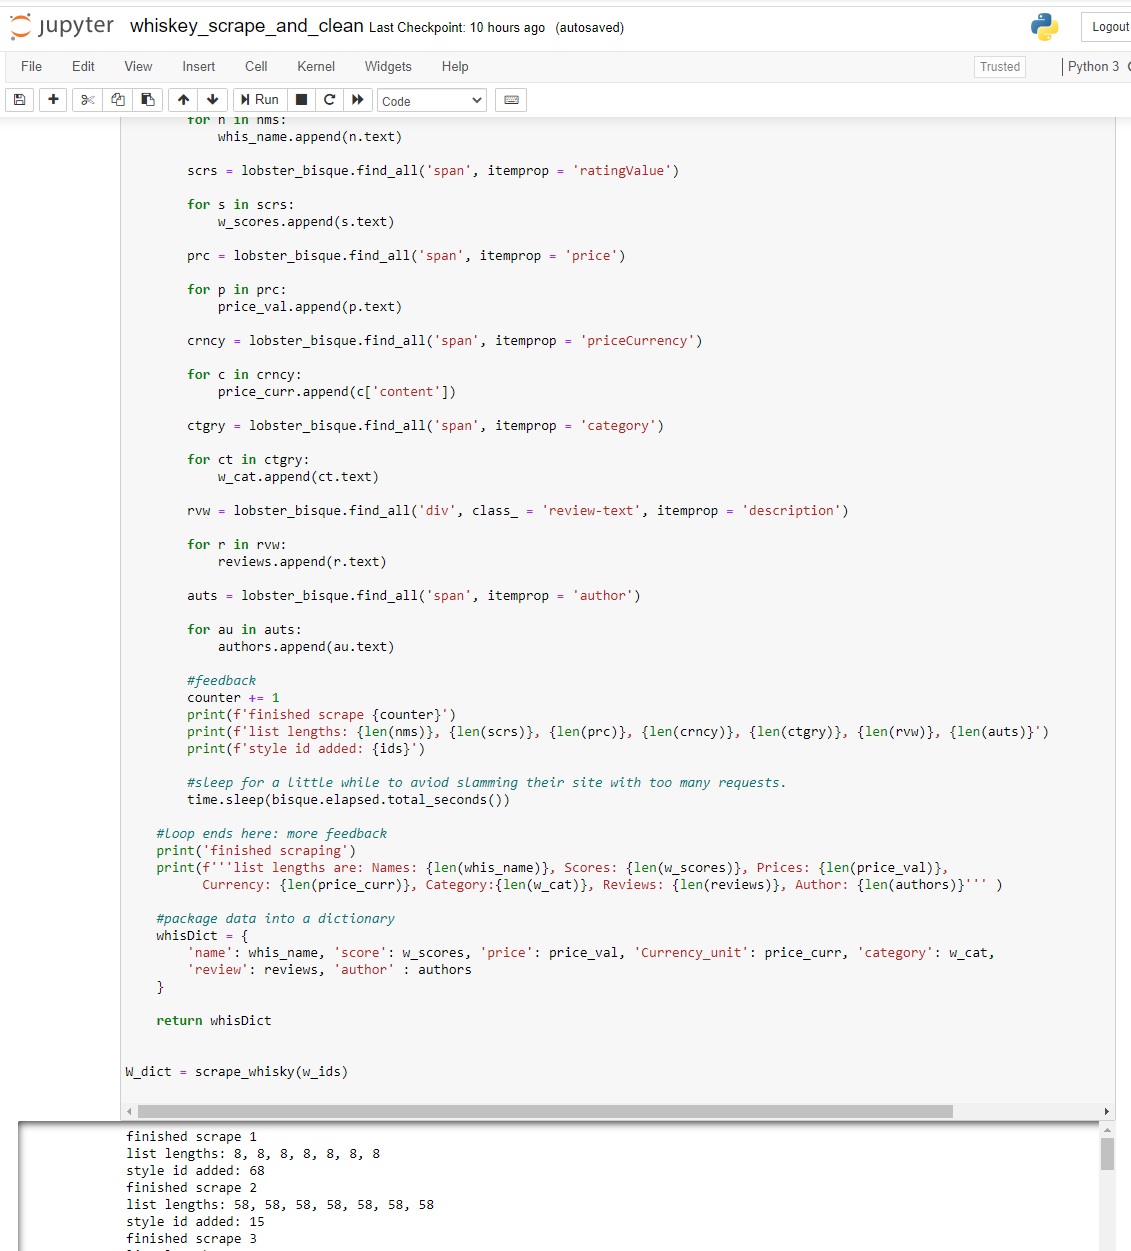 jupyter whiskey_scrape_and_clean Last Checkpoint: 10 hours ago (autosaved)
Logout
File Edit View Insert Cell Kernel Widgets Help
Trusted Python 3
Run Code
for n in nms:
whis_name.append(n.text)
scrs = lobster_bisque.find_all('span', itemprop = 'ratingValue')
for s in scrs:
w_scores.append(s.text)
prc = lobster_bisque.find_all('span', itemprop = 'price')
for p in prc:
price_val.append(p.text)
crncy = lobster_bisque.find_all('span', itemprop = 'priceCurrency')
for c in crncy:
price_curr.append(c['content'])
ctgry = lobster_bisque.find_all('span', itemprop = 'category')
for ct in ctgry:
w_cat.append(ct.text)
rvw = lobster_bisque.find_all('div', class_ = 'review-text', itemprop = 'description')
for r in rvw:
reviews.append(r.text)
auts = lobster_bisque.find_all('span', itemprop = 'author')
for au in auts:
authors.append(au.text)
#feedback
counter += 1
print(f'finished scrape {counter}')
print(f'list lengths: {len(nms)}, {len(scrs)}, {len(prc)}, {len(crncy)}, {len(ctgry)}, {len(rvw)}, {len(auts)}')
print(f'style id added: {ids}')
#sleep for a little while to aviod slamming their site with too many requests.
time.sleep(bisque.elapsed.total_seconds())
#loop ends here: more feedback
print('finished scraping')
print(f'''list lengths are: Names: {len(whis_name)}, Scores: {len(w_scores)}, Prices: {len(price_val)},
Currency: {len(price_curr)}, Category:{len(w_cat)}, Reviews: {len(reviews)}, Author: {len(authors)}''' )
#package data into a dictionary
whisDict = {
'name': whis_name, 'score': w_scores, 'price': price_val, 'Currency_unit': price_curr, 'category': w_cat,
'review': reviews, 'author' : authors
}
return whisDict
W_dict = scrape_whisky(w_ids)
finished scrape 1
list lengths: 8, 8, 8, 8, 8, 8, 8
style id added: 68
finished scrape 2
list lengths: 58, 58, 58, 58, 58, 58, 58
style id added: 15
finished scrape 3